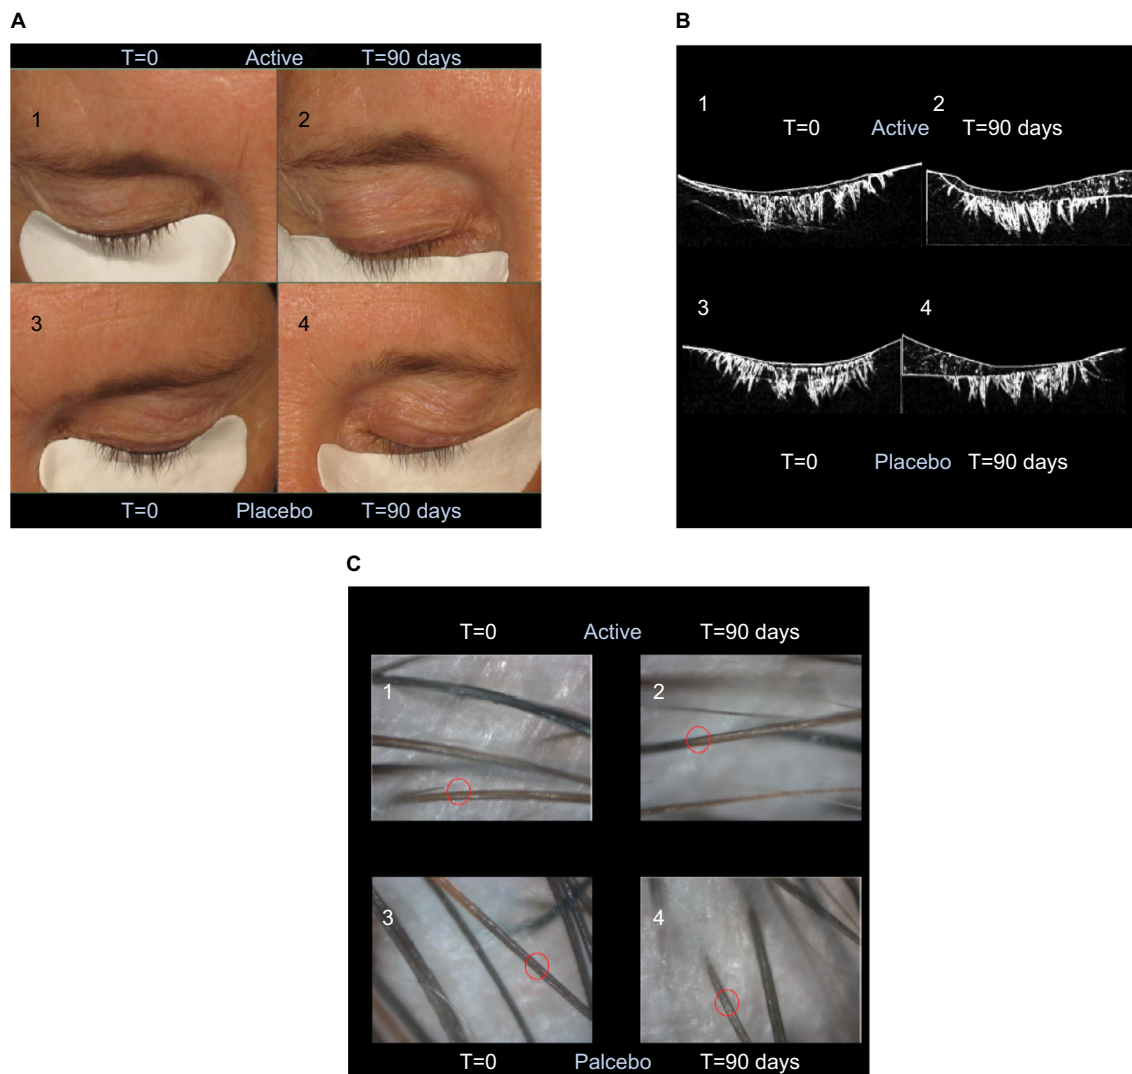 A
T=0 Active T=90 days
1 2
3 4
T=0 Placebo T=90 days
B
1 2
T=0 Active T=90 days
3 4
T=0 Placebo T=90 days
C
T=0 Active T=90 days
1 2
3 4
T=0 Palcebo T=90 days